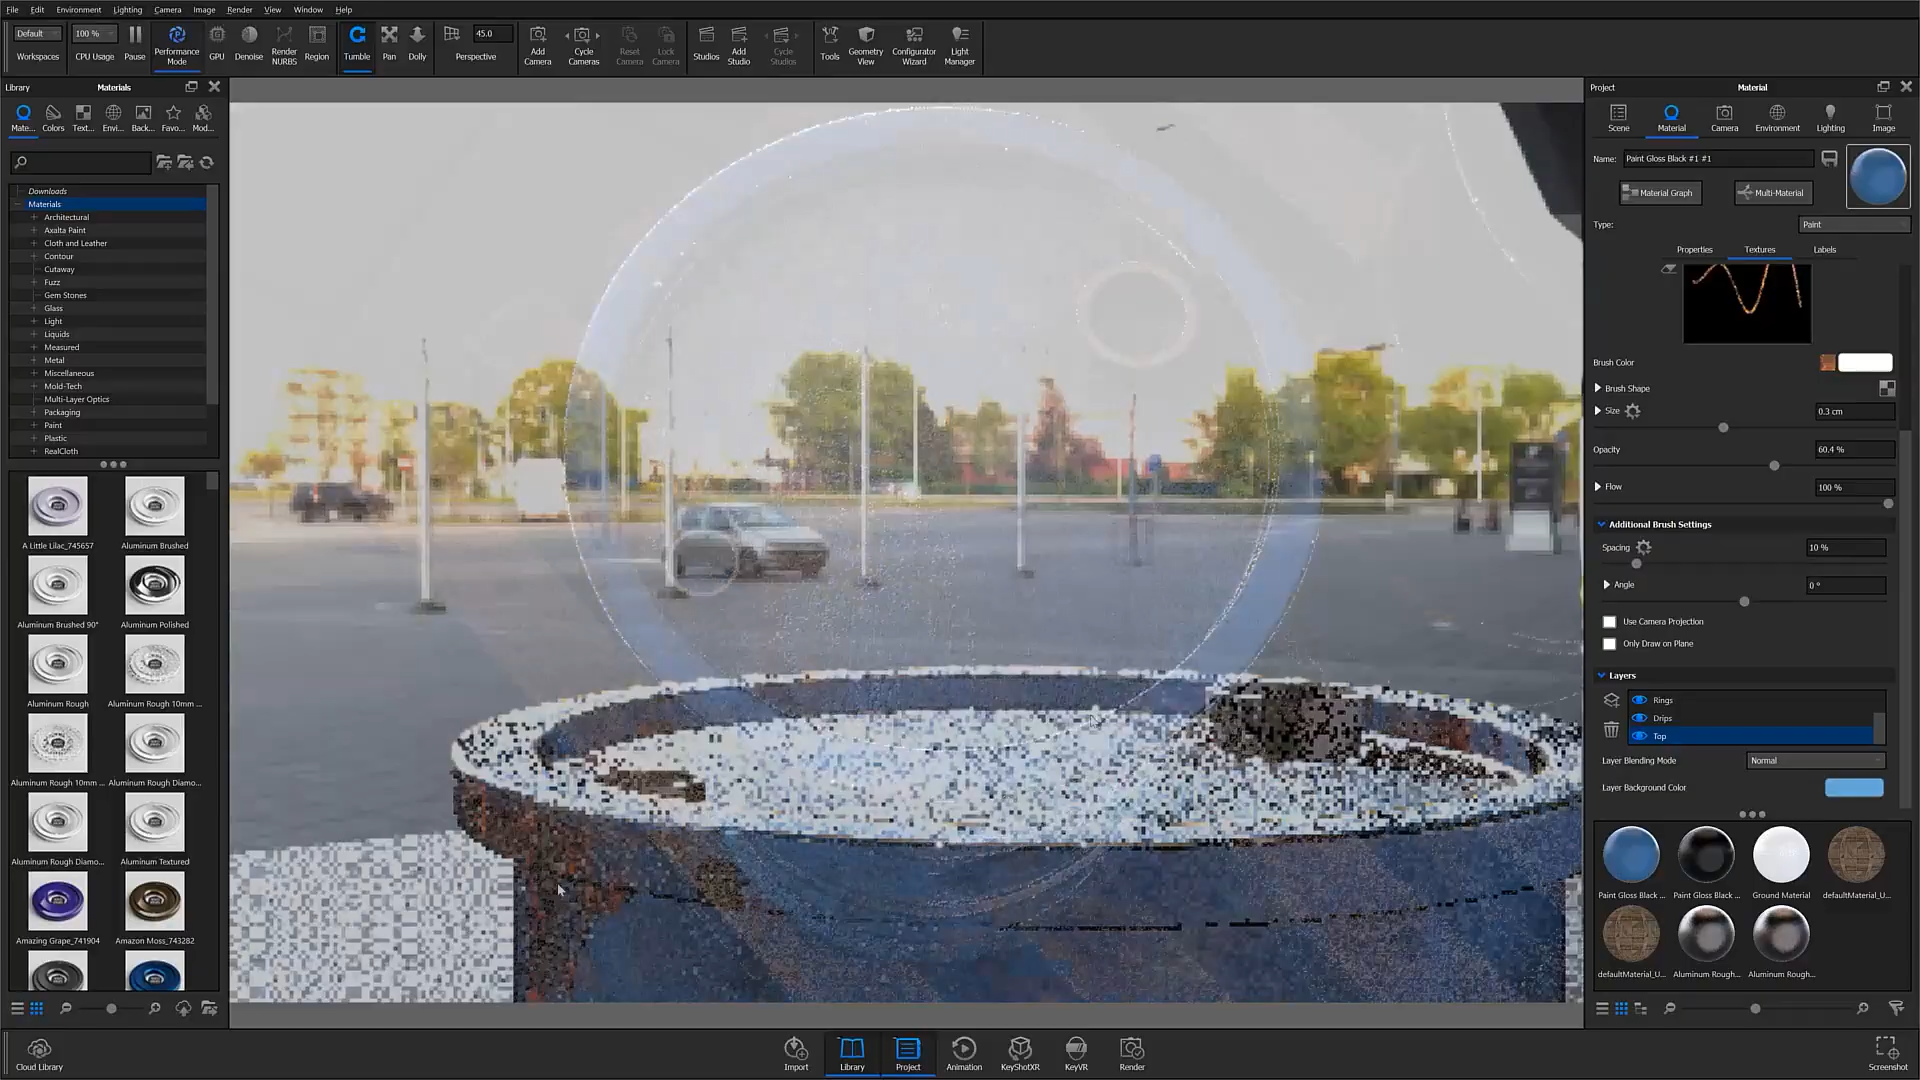 File Edit Environment Lighting Camera Image Render View Window Help
Default 100 % 45.0
Workspaces CPU Usage Pause Performance Mode GPU Denoise Render NURBS Region Tumble Pan Dolly Perspective Add Camera Cycle Cameras Reset Camera Lock Camera Studios Add Studio Cycle Studios Tools Geometry View Configurator Wizard Light Manager
Library Materials
Mate... Colors Text... Envi... Back... Favo... Mod...
Downloads
Materials
Architectural
Axalta Paint
Cloth and Leather
Contour
Cutaway
Fuzz
Gem Stones
Glass
Light
Liquids
Measured
Metal
Miscellaneous
Mold-Tech
Multi-Layer Optics
Packaging
Paint
Plastic
RealCloth
A Little Lilac_745657 Aluminum Brushed
Aluminum Brushed 90° Aluminum Polished
Aluminum Rough Aluminum Rough 10mm ...
Aluminum Rough 10mm ... Aluminum Rough Diamo...
Aluminum Rough Diamo... Aluminum Textured
Amazing Grape_741904 Amazon Moss_743282
Project Material
Scene Material Camera Environment Lighting Image
Name: Paint Gloss Black #1 #1
Material Graph Multi-Material
Type: Paint
Properties Textures Labels
Brush Color
Brush Shape
Size 0.3 cm
Opacity 60.4 %
Flow 100 %
Additional Brush Settings
Spacing 10 %
Angle 0 °
Use Camera Projection
Only Draw on Plane
Layers
Rings
Drips
Top
Layer Blending Mode Normal
Layer Background Color
Paint Gloss Black ... Paint Gloss Black ... Ground Material defaultMaterial_U...
defaultMaterial_U... Aluminum Rough... Aluminum Rough...
Cloud Library Import Library Project Animation KeyShotXR KeyVR Render Screenshot